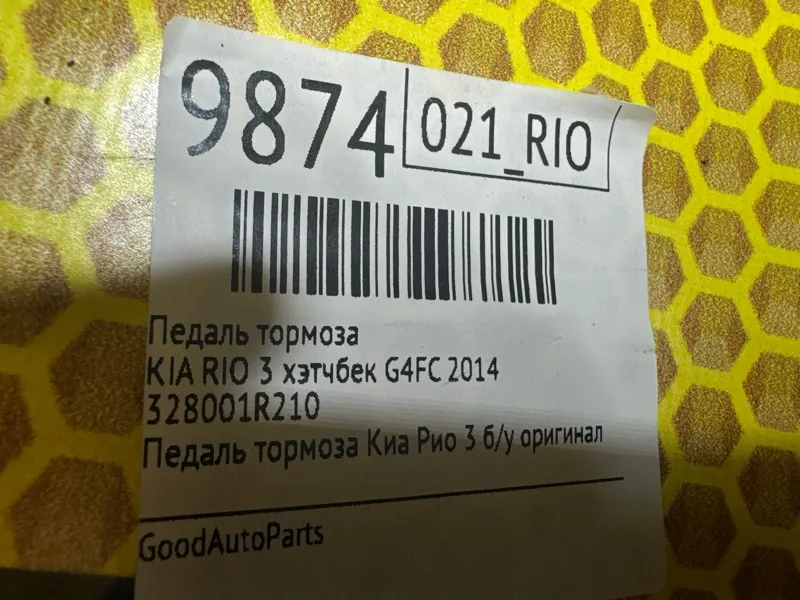 9874 021_RIO
Педаль тормоза
KIA RIO 3 хэтчбек G4FC 2014
328001R210
Педаль тормоза Киа Рио 3 б/у оригинал
GoodAutoParts